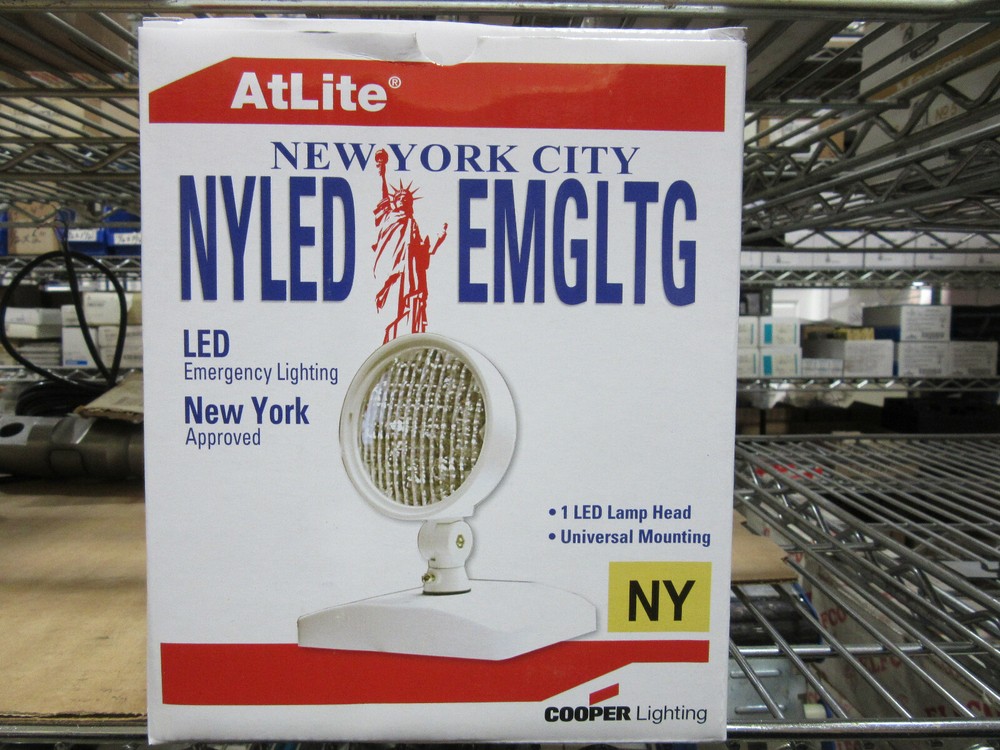 AtLite®
NEW YORK CITY
NYLED EMGLTG
LED
Emergency Lighting
New York
Approved
• 1 LED Lamp Head
• Universal Mounting
NY
COOPER Lighting